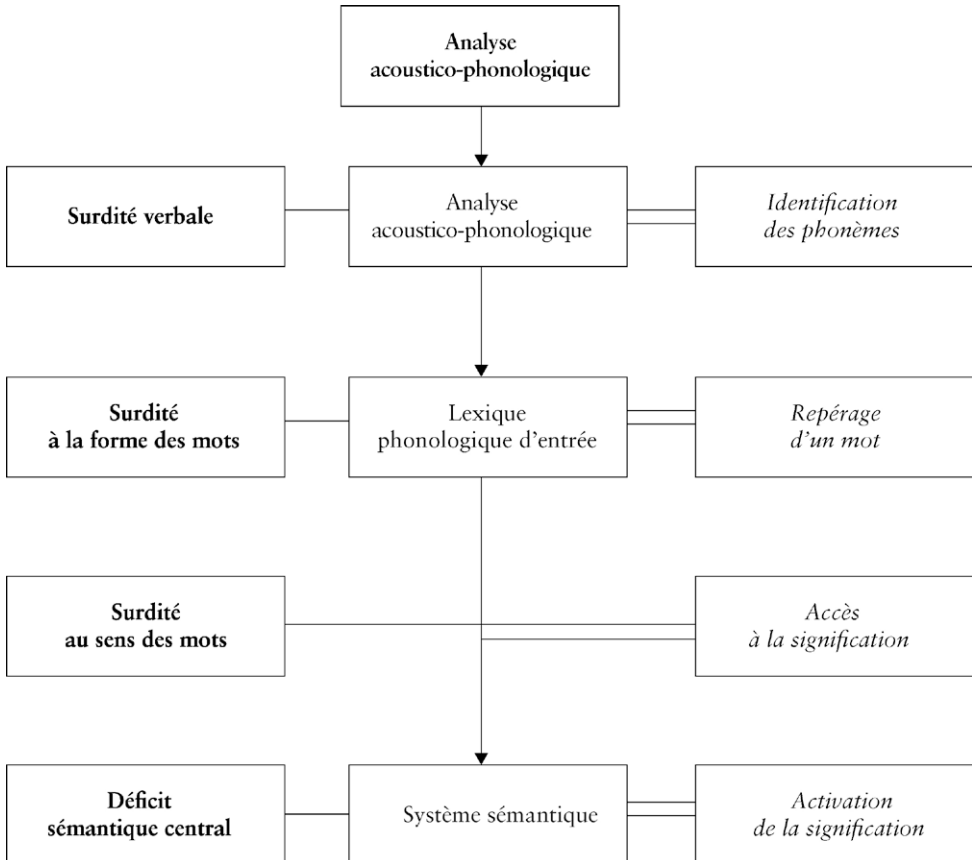 Analyse
acoustico-phonologique
Surdité verbale
Analyse
acoustico-phonologique
Identification
des phonèmes
Surdité
à la forme des mots
Lexique
phonologique d'entrée
Repérage
d'un mot
Surdité
au sens des mots
Accès
à la signification
Déficit
sémantique central
Système sémantique
Activation
de la signification